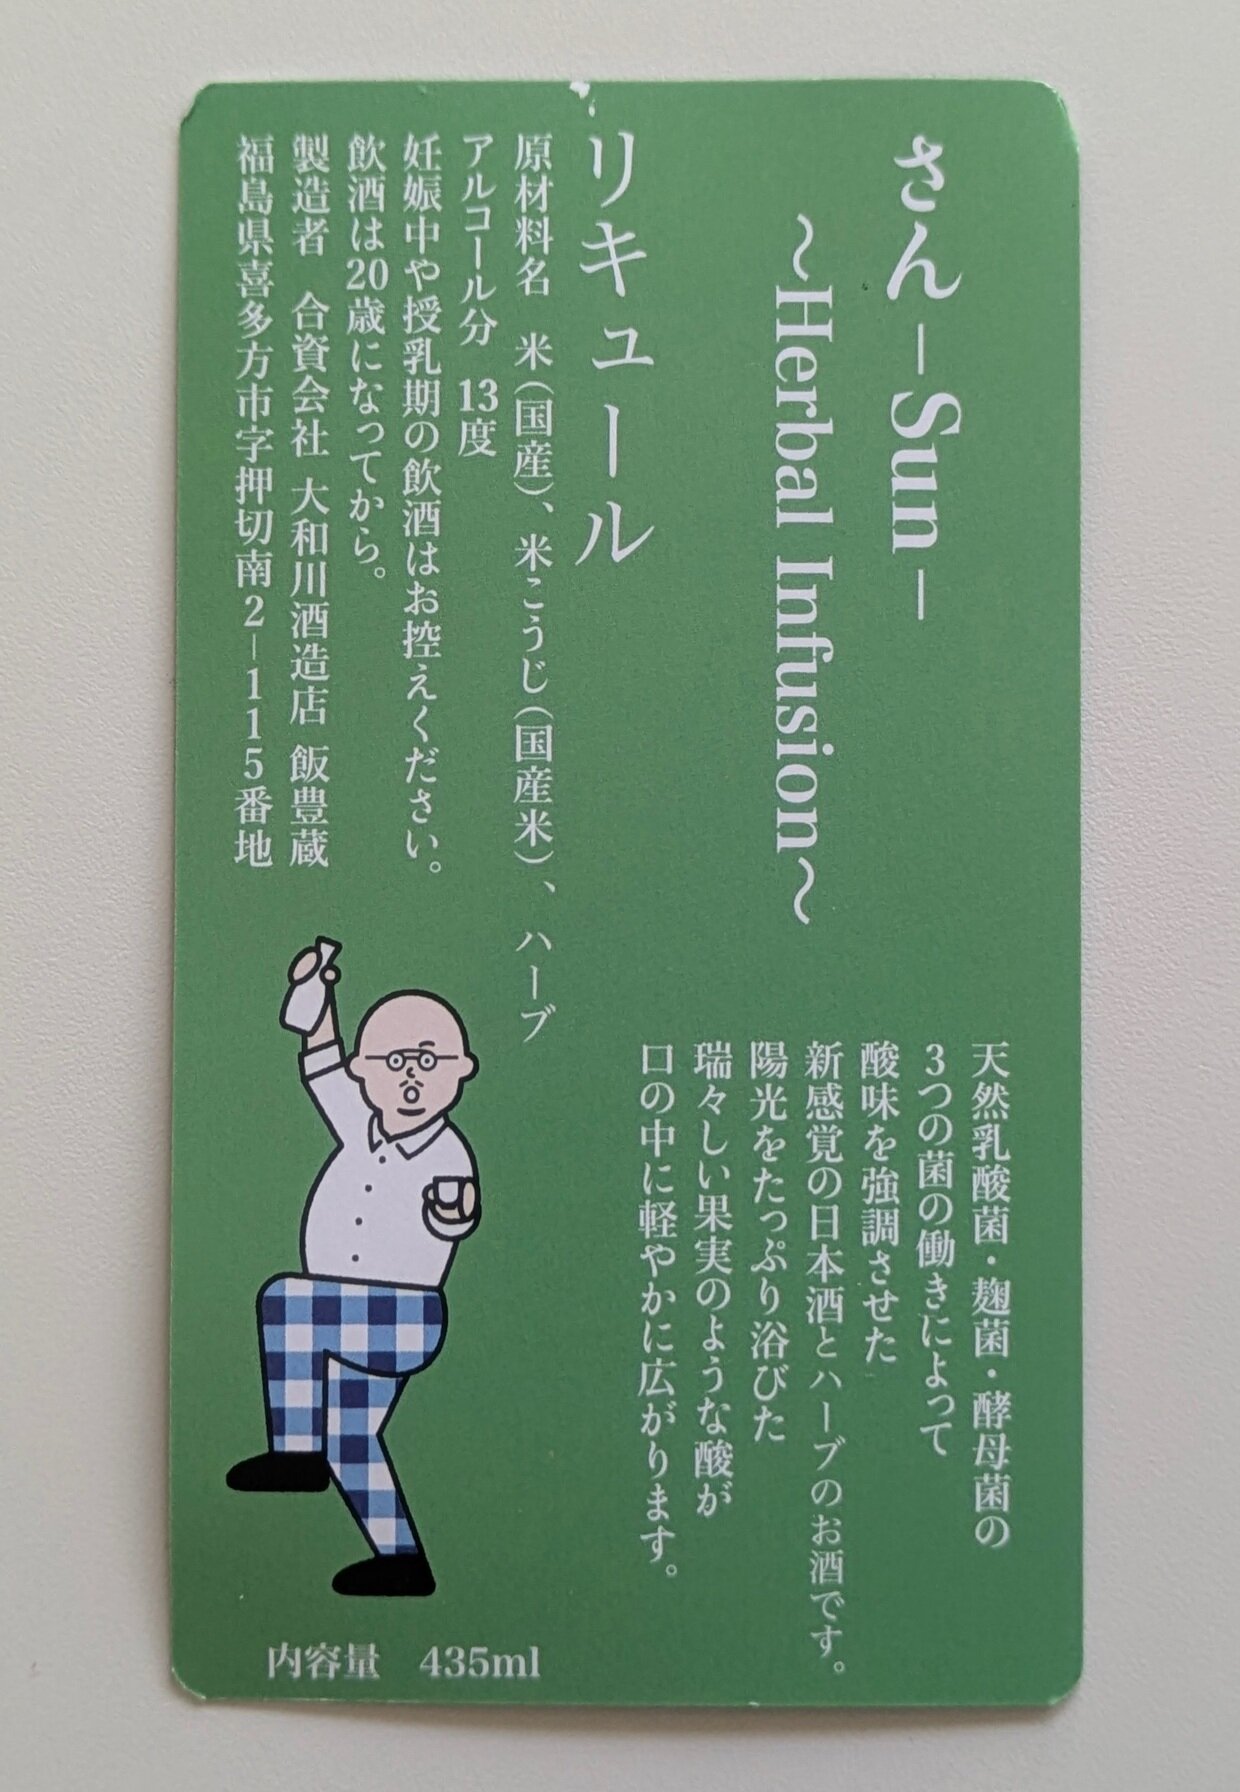 さん－Sun－
～Herbal Infusion～
天然乳酸菌・麹菌・酵母菌の
3つの菌の働きによって
酸味を強調させた
新感覚の日本酒とハーブのお酒です。
陽光をたっぷり浴びた
瑞々しい果実のような酸が
口の中に軽やかに広がります。
リキュール
原材料名　米（国産）、米こうじ（国産米）、ハーブ
アルコール分　13度
妊娠中や授乳期の飲酒はお控えください。
飲酒は20歳になってから。
製造者　合資会社 大和川酒造店 飯豊蔵
福島県喜多方市字押切南2－115番地
内容量　435ml